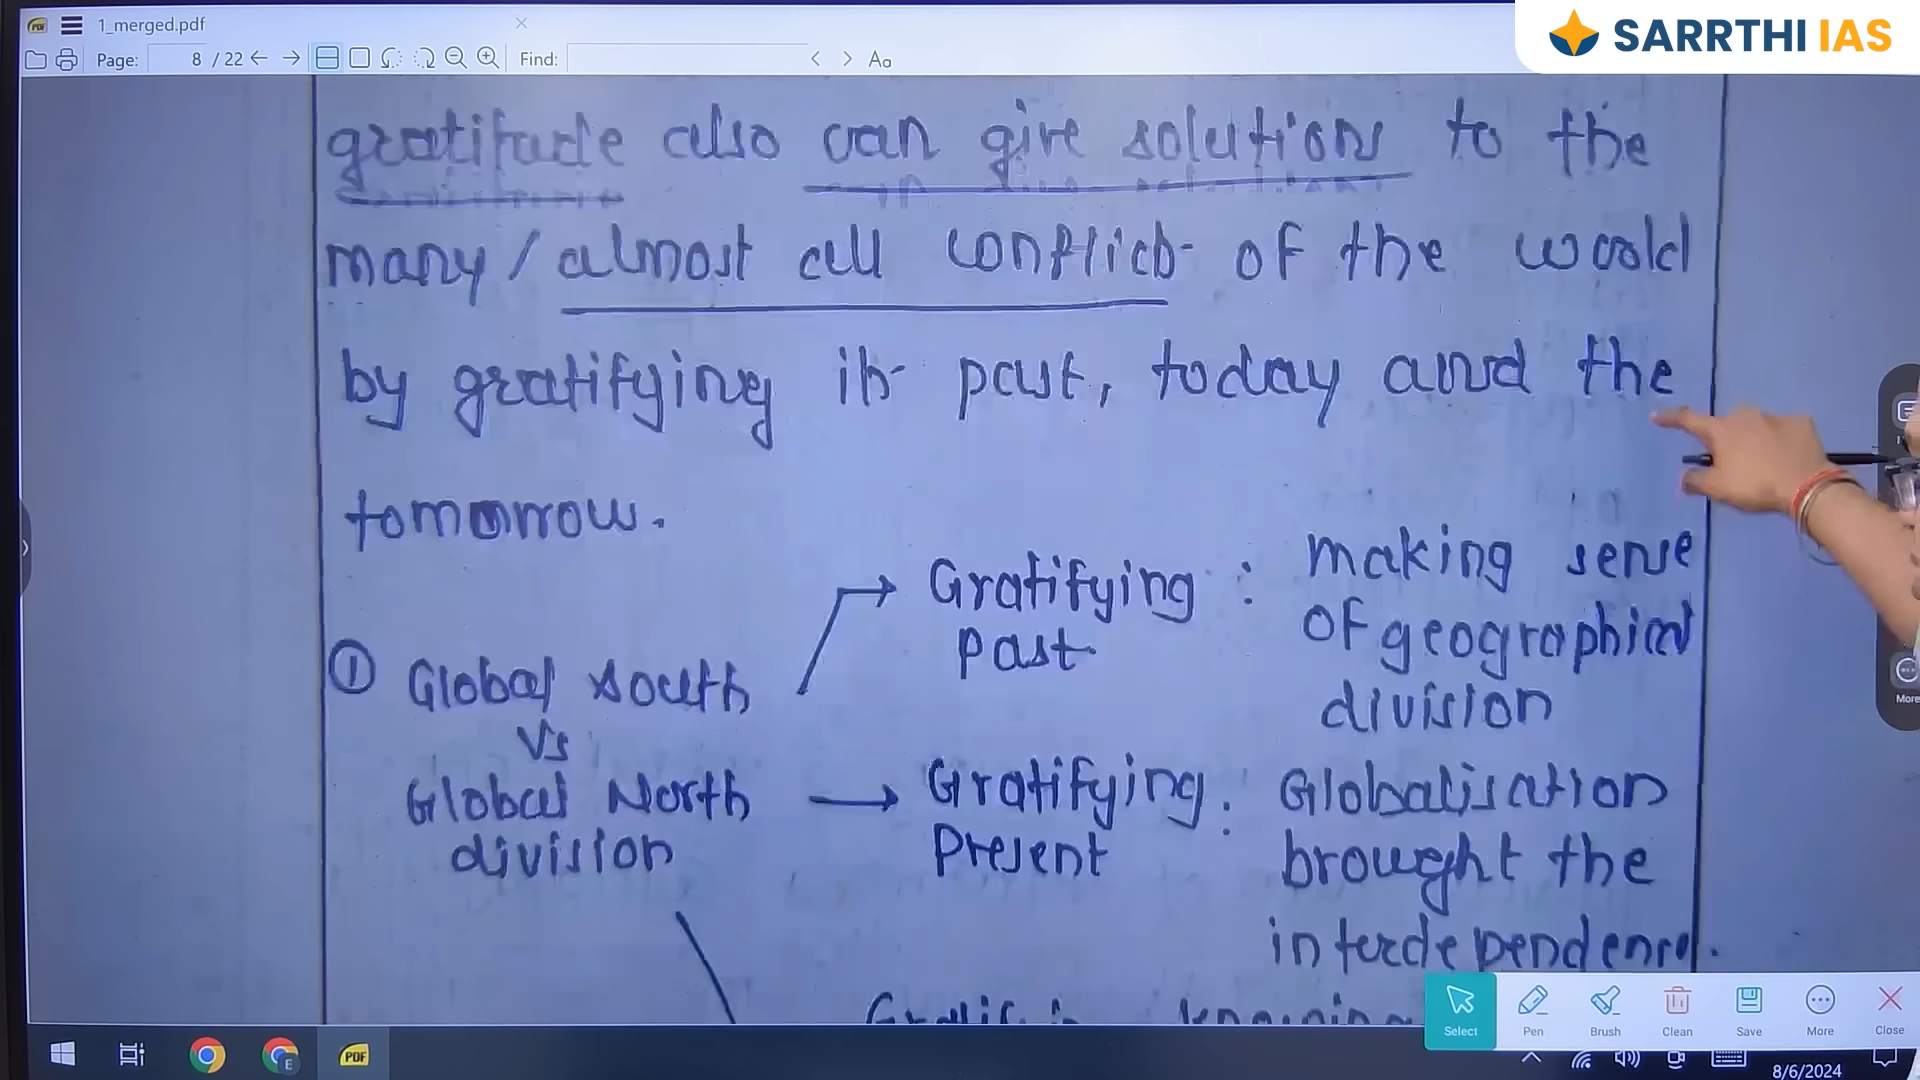 1_merged.pdf
SARRTHI IAS
Page: 8 / 22 Find: Aa
gratitude also can give solutions to the
many / almost all conflicts of the world
by gratifying its past, today and the
tomorrow.
Gratifying past : making sense of geographical division
① Global south
Vs
Global North
division
Gratifying Present : Globalisation brought the interdependence.
Select Pen Brush Clean Save More Close
More
PDF
8/6/2024